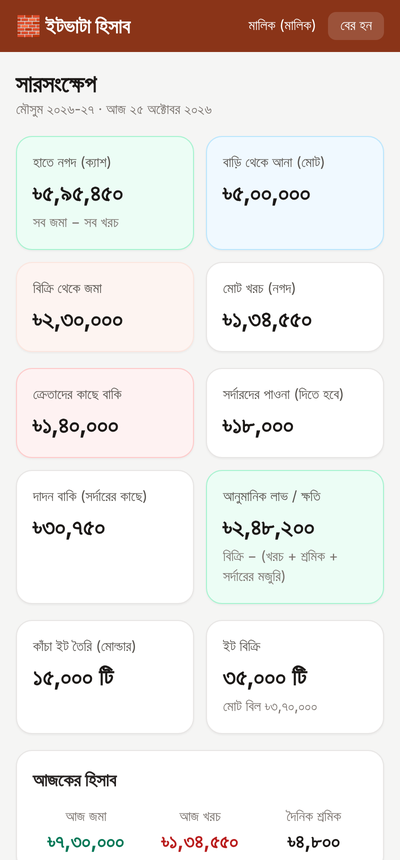 🧱 ইটভাটা হিসাব
মালিক (মালিক)
বের হন
সারসংক্ষেপ
মৌসুম ২০২৬-২৭ · আজ ২৫ অক্টোবর ২০২৬
হাতে নগদ (ক্যাশ)
৳৫,৯৫,৪৫০
সব জমা − সব খরচ
বাড়ি থেকে আনা (মোট)
৳৫,০০,০০০
বিক্রি থেকে জমা
৳২,৩০,০০০
মোট খরচ (নগদ)
৳১,৩৪,৫৫০
ক্রেতাদের কাছে বাকি
৳১,৪০,০০০
সর্দারদের পাওনা (দিতে হবে)
৳১৮,০০০
দাদন বাকি (সর্দারের কাছে)
৳৩০,৭৫০
আনুমানিক লাভ / ক্ষতি
৳২,৪৮,২০০
বিক্রি − (খরচ + শ্রমিক +
সর্দারের মজুরি)
কাঁচা ইট তৈরি (মোল্ডার)
১৫,০০০ টি
ইট বিক্রি
৩৫,০০০ টি
মোট বিল ৳৩,৭০,০০০
আজকের হিসাব
আজ জমা
৳৭,৩০,০০০
আজ খরচ
৳১,৩৪,৫৫০
দৈনিক শ্রমিক
৳৪,৮০০